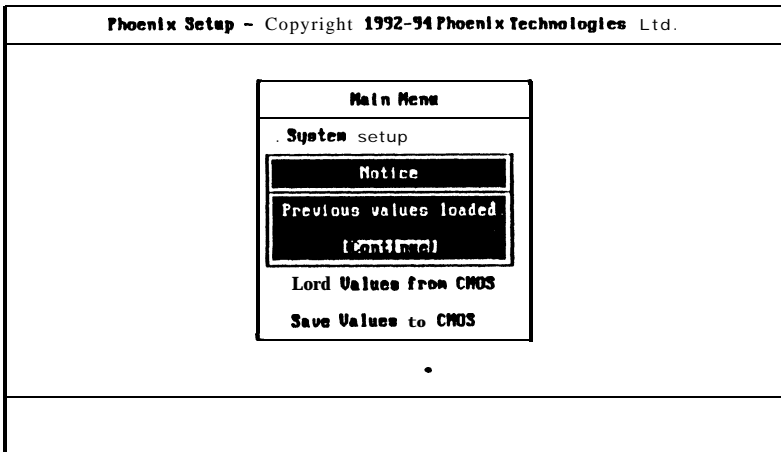 Phoenix Setup - Copyright 1992-94 Phoenix Technologies Ltd.
Main Menu
. System setup
Notice
Previous values loaded.
[Continue]
Lord Values from CMOS
Save Values to CMOS